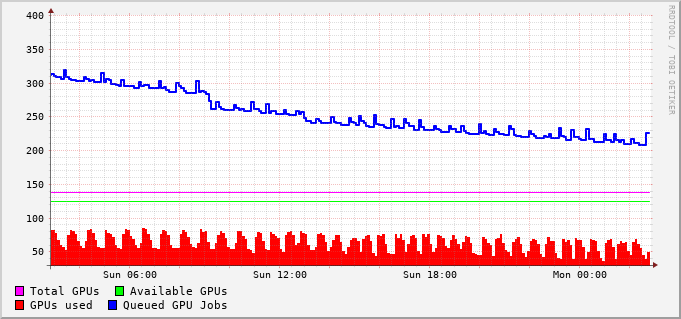 400
350
300
250
200
150
100
50
Sun 06:00 Sun 12:00 Sun 18:00 Mon 00:00
Total GPUs Available GPUs
GPUs used Queued GPU Jobs
RRDTOOL / TOBI OETIKER